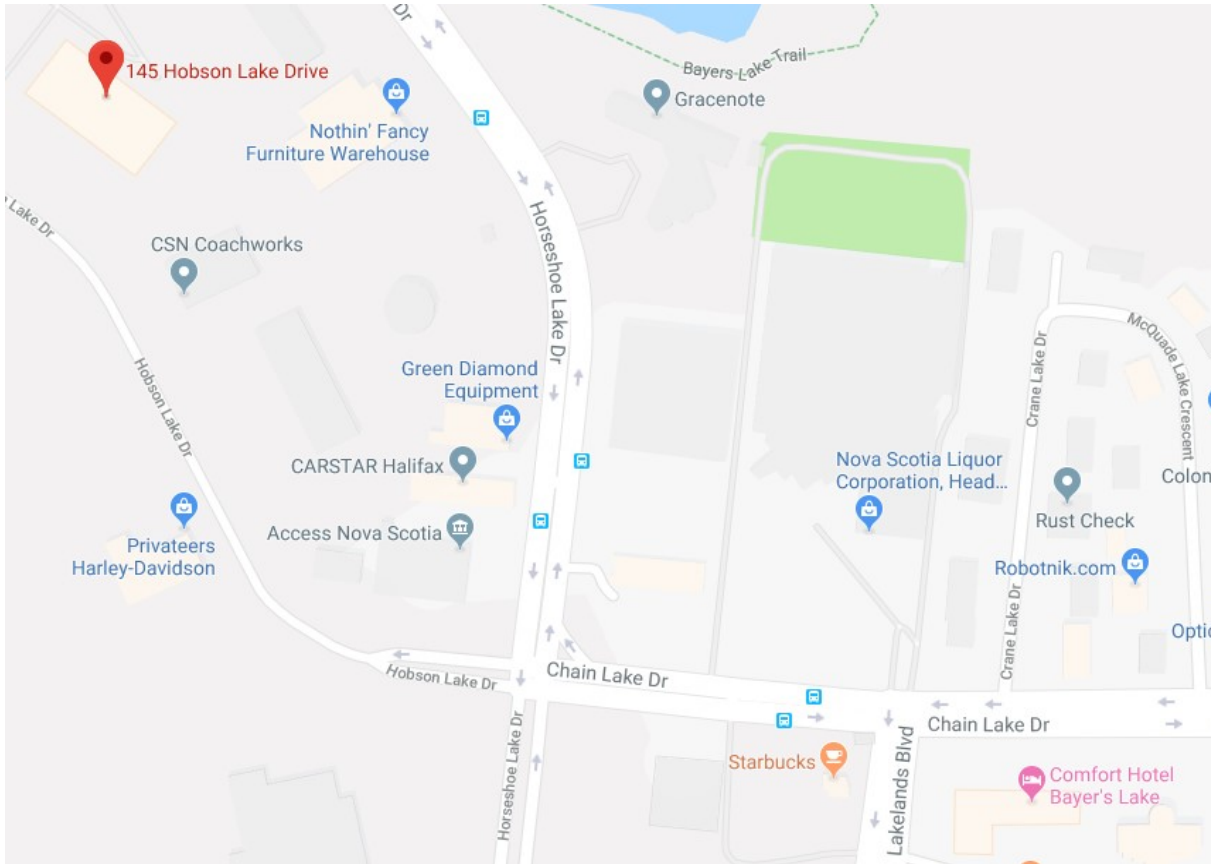 Dr
145 Hobson Lake Drive
Nothin' Fancy
Furniture Warehouse
Bayers Lake Trail
Gracenote
Lake Dr
CSN Coachworks
Horseshoe Lake Dr
Hobson Lake Dr
Green Diamond
Equipment
CARSTAR Halifax
Access Nova Scotia
Privateers
Harley-Davidson
Nova Scotia Liquor
Corporation, Head...
Crane Lake Dr
McQuade Lake Crescent
Colon
Rust Check
Robotnik.com
Crane Lake Dr
Optic
Hobson Lake Dr
Chain Lake Dr
Horseshoe Lake Dr
Chain Lake Dr
Starbucks
Lakelands Blvd
Comfort Hotel
Bayer's Lake